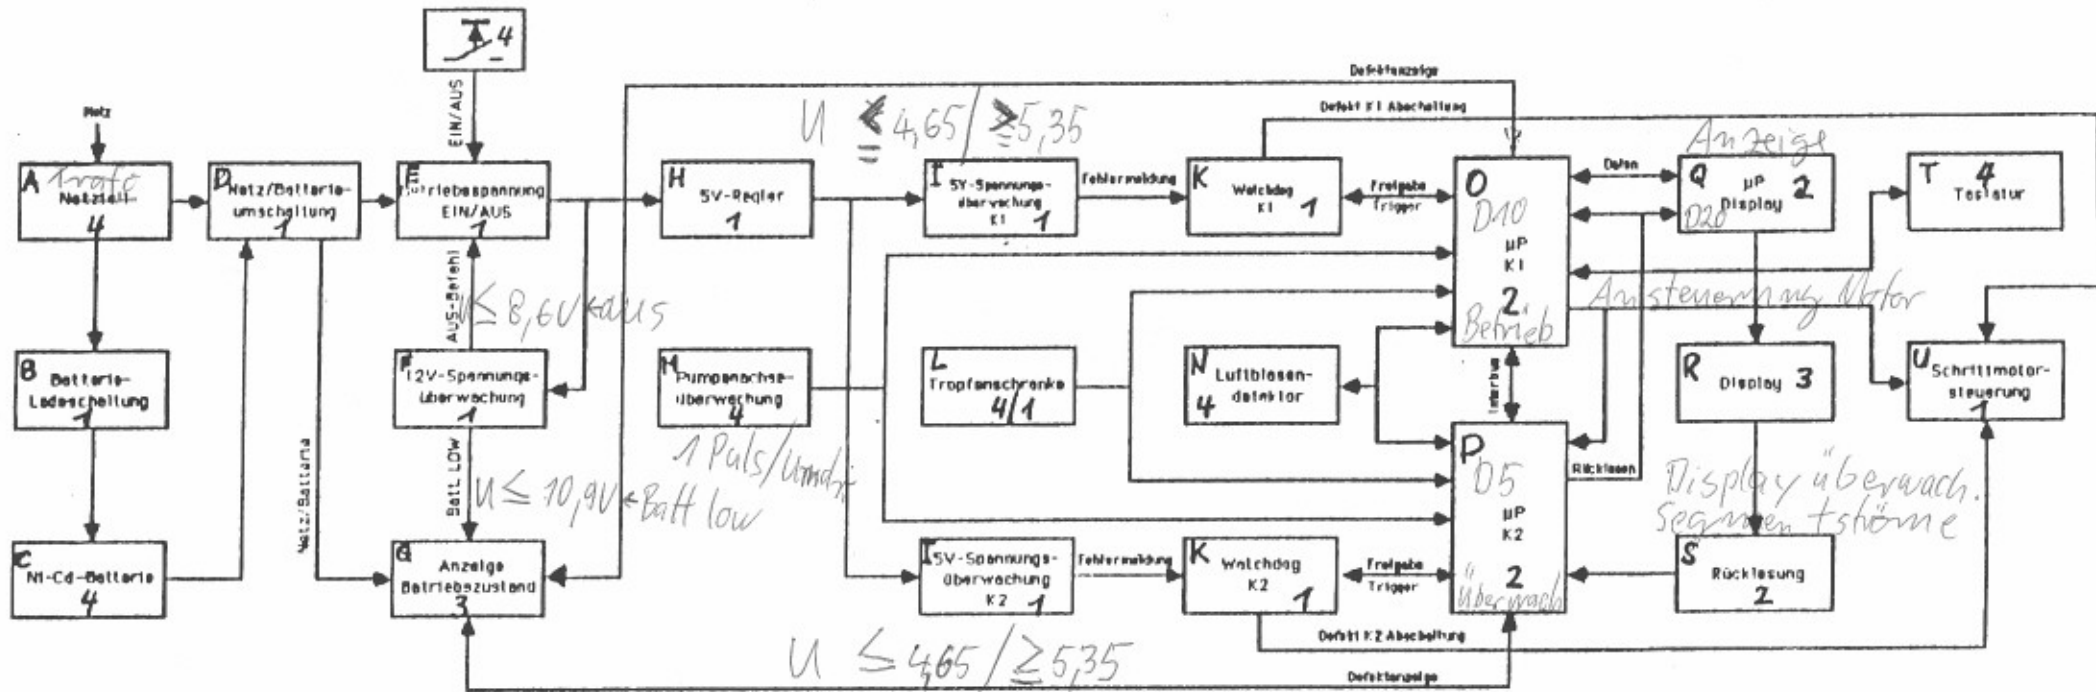 4
EIN/AUS
Defektanzeige
U ≤ 4,65 / ≥ 5,35
Defekt K1 Abschaltung
Netz
A Trafo
Netzteil
4
D Netz/Batterie-
umschaltung
1
E Betriebsspannung
EIN/AUS
1
H
5V-Regler
1
I 5V-Spannungs-
überwachung
K1 1
Fehlermeldung
K
Watchdog
K1 1
Freigabe
Trigger
O
D10
µP
K1
2
Betrieb
Daten
Anzeige
Q µP 2
Display
D20
T 4
Tastatur
AUS-Befehl
U ≤ 8,6V ← aus
Ansteuerung Motor
B Batterie-
Ladeschaltung
1
F 12V-Spannungs-
überwachung
1
M Pumpenachse-
überwachung
4
1 Puls/Umdr.
L
Tropfenschranke
4/1
N Luftblasen-
4 detektor
Interbus
R Display 3
U Schrittmotor-
steuerung
1
Netz/Batterie
Batt. LOW
U ≤ 10,9V ← Batt low
Rücklesen
Display überwach.
Segmentströme
C
Ni-Cd-Batterie
4
G Anzeige
Betriebszustand
3
I 5V-Spannungs-
überwachung
K2 1
Fehlermeldung
K
Watchdog
K2 1
Freigabe
Trigger
P
D5
µP
K2
2
Überwach
S Rücklesung
2
Defekt K2 Abschaltung
U ≤ 4,65 / ≥ 5,35
Defektanzeige